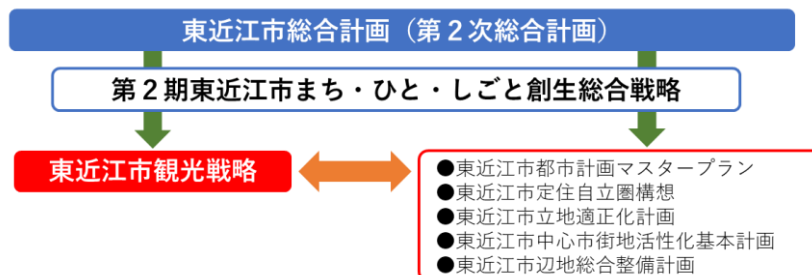 東近江市総合計画（第２次総合計画）
第２期東近江市まち・ひと・しごと創生総合戦略
東近江市観光戦略
●東近江市都市計画マスタープラン
●東近江市定住自立圏構想
●東近江市立地適正化計画
●東近江市中心市街地活性化基本計画
●東近江市辺地総合整備計画